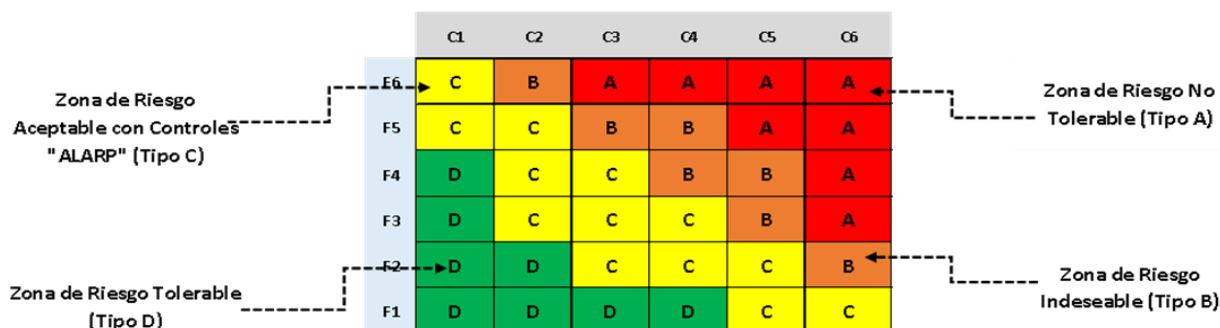 C1 C2 C3 C4 C5 C6
F6 C B A A A A
F5 C C B B A A
F4 D C C B B A
F3 D C C C B A
F2 D D C C C B
F1 D D D D C C
Zona de Riesgo
Aceptable con Controles
"ALARP" (Tipo C)
Zona de Riesgo No
Tolerable (Tipo A)
Zona de Riesgo Tolerable
(Tipo D)
Zona de Riesgo
Indeseable (Tipo B)